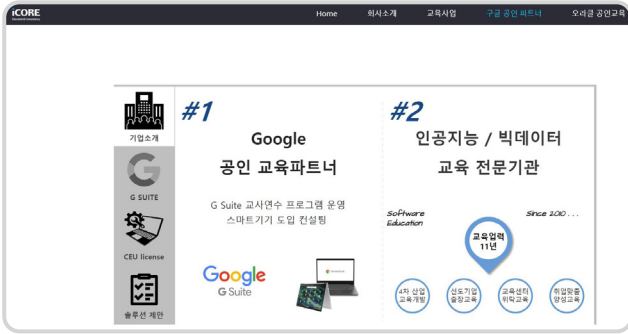 iCORE
Home 회사소개 교육사업 구글 공인 파트너 오라클 공인교육
기업소개
G SUITE
CEU license
솔루션 제안
#1
Google
공인 교육파트너
G Suite 교사연수 프로그램 운영
스마트기기 도입 컨설팅
Google
G Suite
#2
인공지능 / 빅데이터
교육 전문기관
Software
Education
Since 2010 . . .
교육업력
11년
4차 산업
교육개발
선도기업
출장교육
교육센터
위탁교육
취업맞춤
양성교육